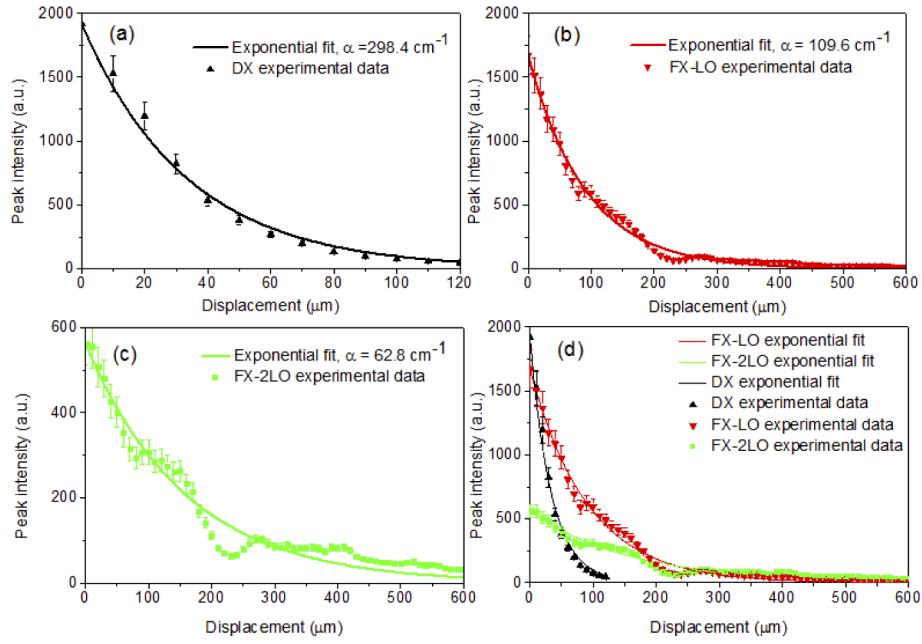 (a)
Exponential fit, α =298.4 cm⁻¹
DX experimental data
Peak intensity (a.u.)
2000
1500
1000
500
0
0 20 40 60 80 100 120
Displacement (μm)
(b)
Exponential fit, α = 109.6 cm⁻¹
FX-LO experimental data
Peak intensity (a.u.)
2000
1500
1000
500
0
0 100 200 300 400 500 600
Displacement (μm)
(c)
Exponential fit, α = 62.8 cm⁻¹
FX-2LO experimental data
Peak intensity (a.u.)
600
400
200
0
0 100 200 300 400 500 600
Displacement (μm)
(d)
FX-LO exponential fit
FX-2LO exponential fit
DX exponential fit
DX experimental data
FX-LO experimental data
FX-2LO experimental data
Peak intensity (a.u.)
2000
1500
1000
500
0
0 100 200 300 400 500 600
Displacement (μm)